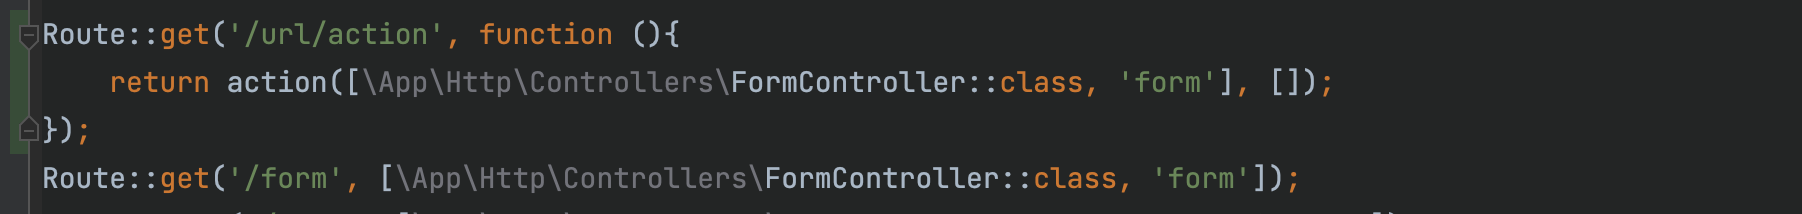 Route::get('/url/action', function (){
    return action([\App\Http\Controllers\FormController::class, 'form'], []);
});
Route::get('/form', [\App\Http\Controllers\FormController::class, 'form']);